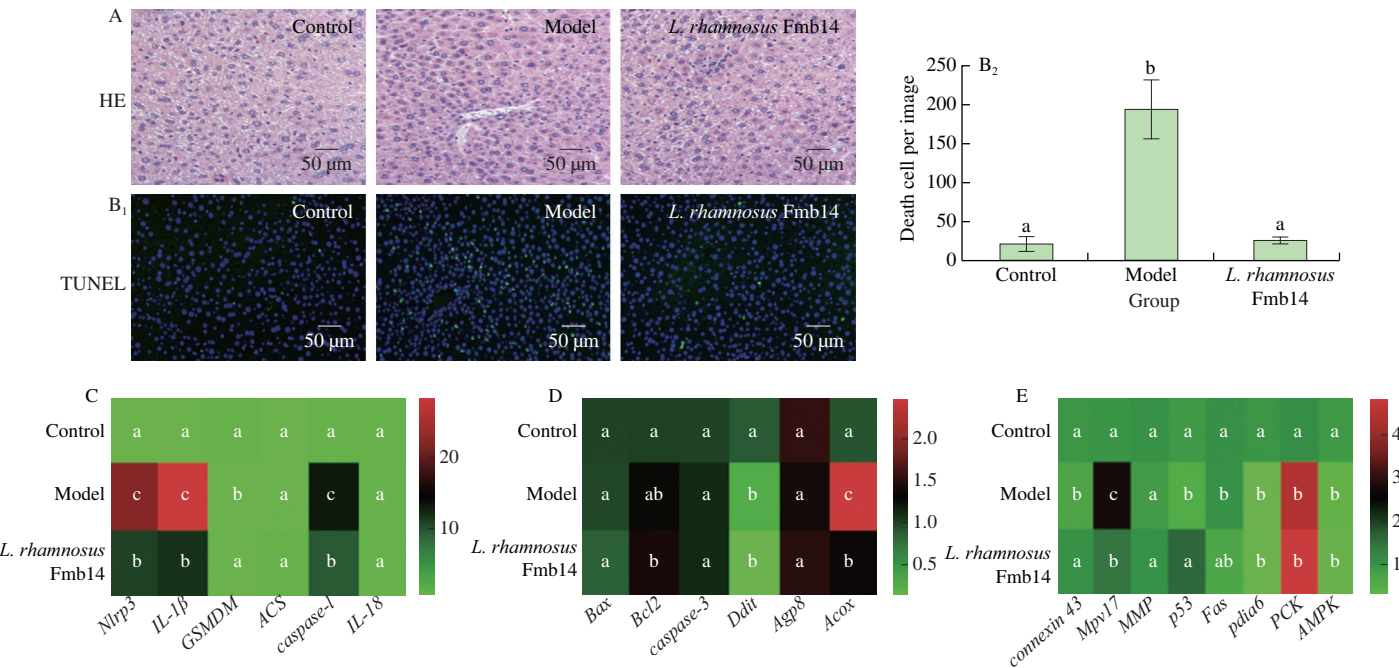 A
Control
Model
L. rhamnosus Fmb14
HE
50 μm
50 μm
50 μm
B1
Control
Model
L. rhamnosus Fmb14
TUNEL
50 μm
50 μm
50 μm
B2
Death cell per image
250
200
150
100
50
0
a
b
a
Control
Model
L. rhamnosus
Fmb14
Group
C
Control
a a a a a a
Model
c c b a c a
L. rhamnosus
Fmb14
b b a a b a
Nlrp3
IL-1β
GSMDM
ACS
caspase-1
IL-18
20
10
D
Control
a a a a a a
Model
a ab a b a c
L. rhamnosus
Fmb14
a b a b a b
Bax
Bcl2
caspase-3
Ddit
Agp8
Acox
2.0
1.5
1.0
0.5
E
Control
a a a a a a a a
Model
b c a b b b b b
L. rhamnosus
Fmb14
a b a a ab b b b
connexin 43
Mpv17
MMP
p53
Fas
pdia6
PCK
AMPK
4
3
2
1